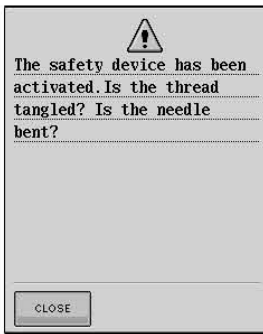 The safety device has been
activated.Is the thread
tangled? Is the needle
bent?
CLOSE